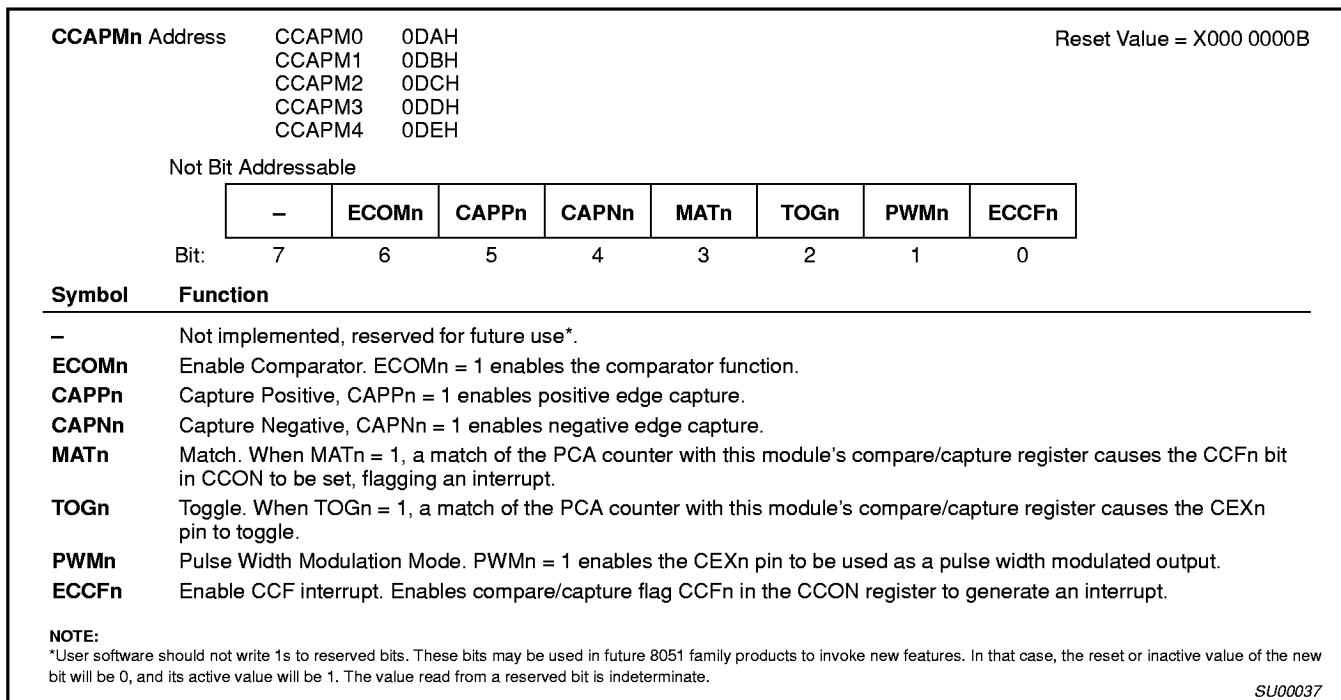 CCAPMn Address CCAPM0 0DAH Reset Value = X000 0000B
CCAPM1 0DBH
CCAPM2 0DCH
CCAPM3 0DDH
CCAPM4 0DEH
Not Bit Addressable
– ECOMn CAPPn CAPNn MATn TOGn PWMn ECCFn
Bit: 7 6 5 4 3 2 1 0
Symbol Function
– Not implemented, reserved for future use*.
ECOMn Enable Comparator. ECOMn = 1 enables the comparator function.
CAPPn Capture Positive, CAPPn = 1 enables positive edge capture.
CAPNn Capture Negative, CAPNn = 1 enables negative edge capture.
MATn Match. When MATn = 1, a match of the PCA counter with this module's compare/capture register causes the CCFn bit
in CCON to be set, flagging an interrupt.
TOGn Toggle. When TOGn = 1, a match of the PCA counter with this module's compare/capture register causes the CEXn
pin to toggle.
PWMn Pulse Width Modulation Mode. PWMn = 1 enables the CEXn pin to be used as a pulse width modulated output.
ECCFn Enable CCF interrupt. Enables compare/capture flag CCFn in the CCON register to generate an interrupt.
NOTE:
*User software should not write 1s to reserved bits. These bits may be used in future 8051 family products to invoke new features. In that case, the reset or inactive value of the new
bit will be 0, and its active value will be 1. The value read from a reserved bit is indeterminate.
SU00037